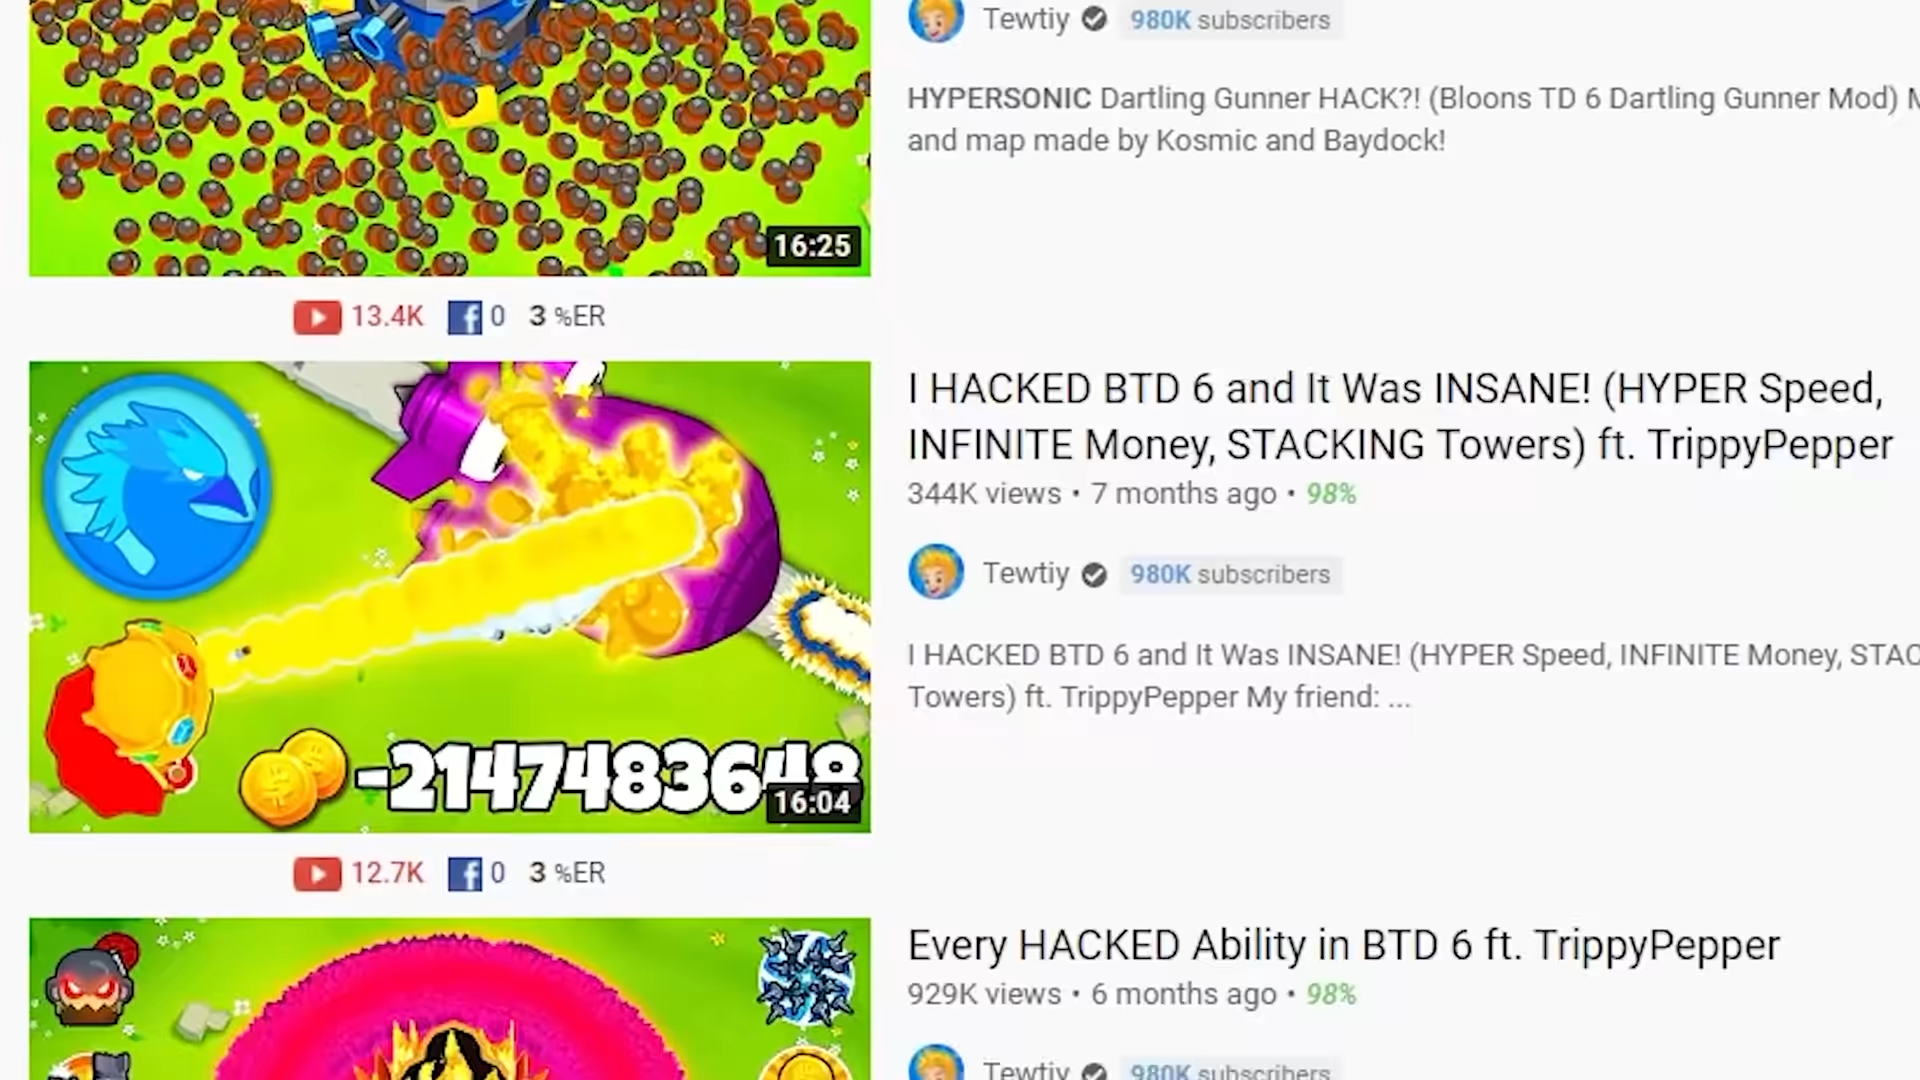 Tewtiy 980K subscribers
HYPERSONIC Dartling Gunner HACK?! (Bloons TD 6 Dartling Gunner Mod) M
and map made by Kosmic and Baydock!
16:25
13.4K 0 3 %ER
I HACKED BTD 6 and It Was INSANE! (HYPER Speed,
INFINITE Money, STACKING Towers) ft. TrippyPepper
344K views • 7 months ago • 98%
Tewtiy 980K subscribers
I HACKED BTD 6 and It Was INSANE! (HYPER Speed, INFINITE Money, STAC
Towers) ft. TrippyPepper My friend: ...
-2147483648
16:04
12.7K 0 3 %ER
Every HACKED Ability in BTD 6 ft. TrippyPepper
929K views • 6 months ago • 98%
Tewtiy 980K subscribers